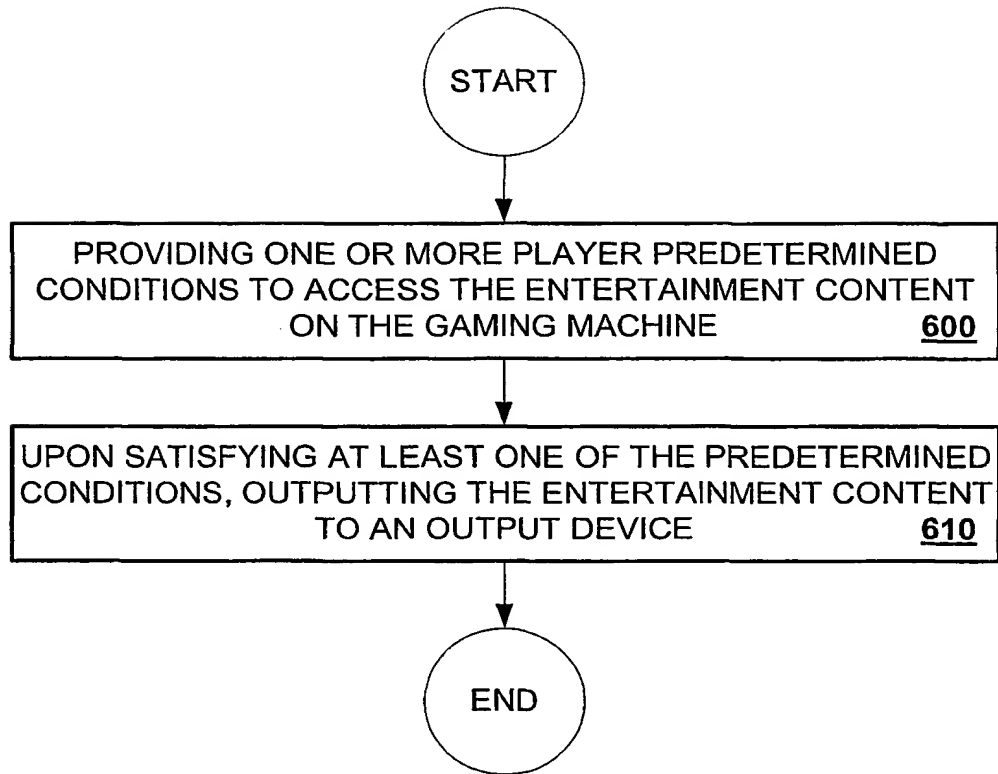 START
PROVIDING ONE OR MORE PLAYER PREDETERMINED
CONDITIONS TO ACCESS THE ENTERTAINMENT CONTENT
ON THE GAMING MACHINE 600
UPON SATISFYING AT LEAST ONE OF THE PREDETERMINED
CONDITIONS, OUTPUTTING THE ENTERTAINMENT CONTENT
TO AN OUTPUT DEVICE 610
END